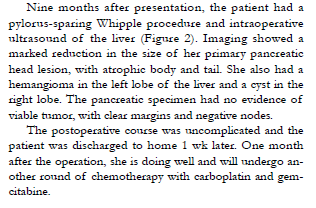 Nine months after presentation, the patient had a
pylorus-sparing Whipple procedure and intraoperative
ultrasound of the liver (Figure 2). Imaging showed a
marked reduction in the size of her primary pancreatic
head lesion, with atrophic body and tail. She also had a
hemangioma in the left lobe of the liver and a cyst in the
right lobe. The pancreatic specimen had no evidence of
viable tumor, with clear margins and negative nodes.
The postoperative course was uncomplicated and the
patient was discharged to home 1 wk later. One month
after the operation, she is doing well and will undergo an-
other round of chemotherapy with carboplatin and gem-
citabine.